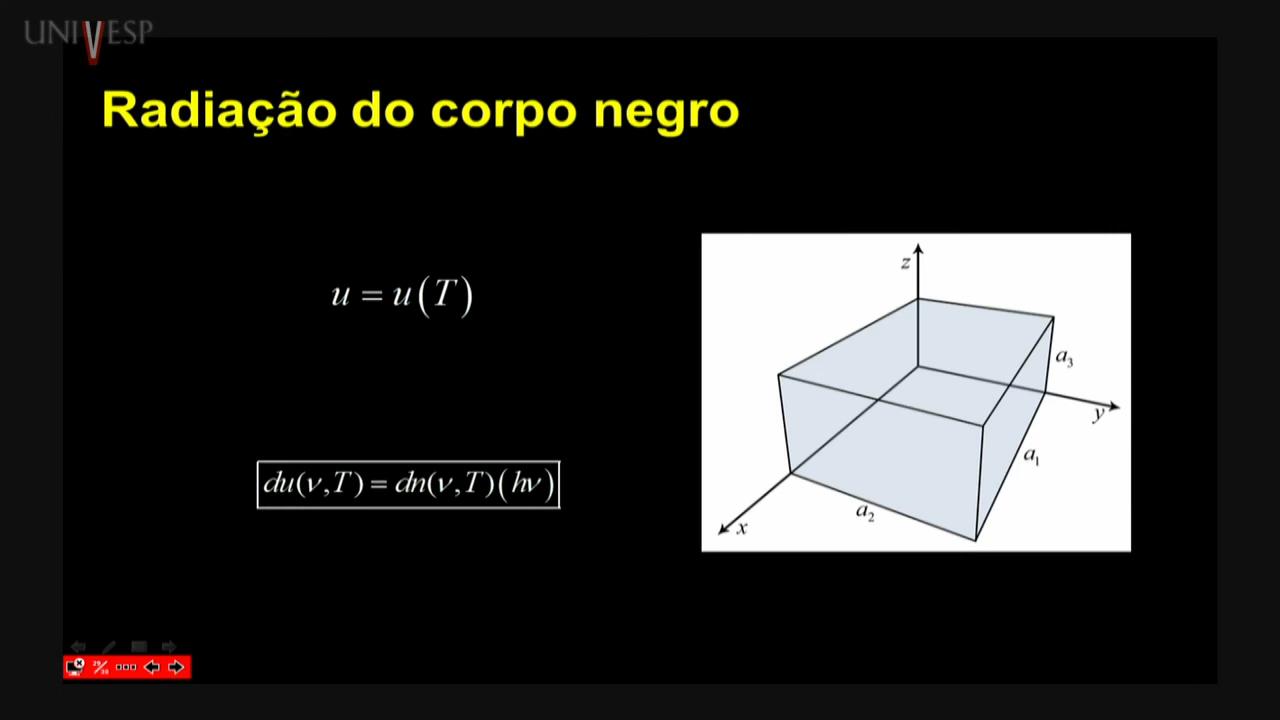 UNIVESP
Radiação do corpo negro
u = u(T)
du(ν,T) = dn(ν,T)(hν)
z
a₃
y
a₁
a₂
x